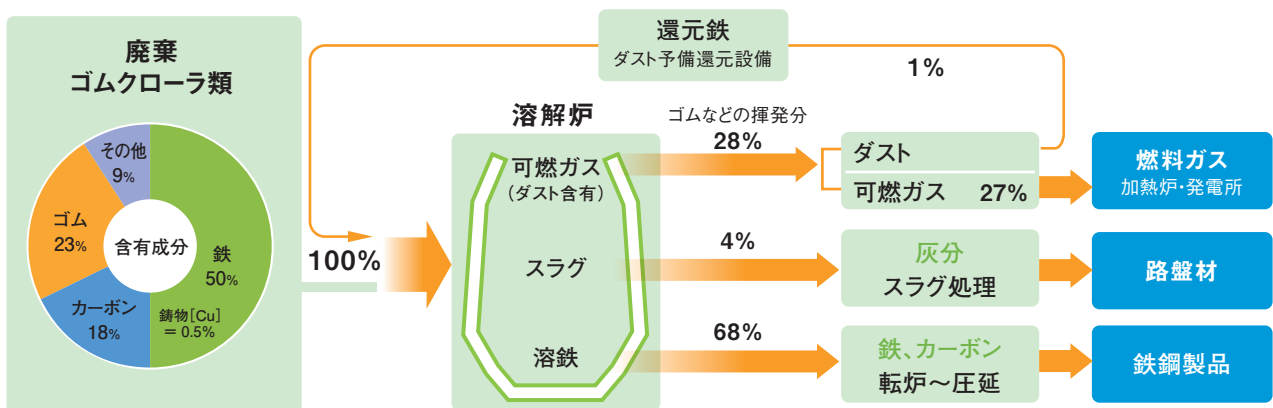 廃棄
ゴムクローラ類
その他
9%
ゴム
23%
含有成分
鉄
50%
カーボン
18%
鋳物[Cu]
= 0.5%
100%
還元鉄
ダスト予備還元設備
1%
溶解炉
可燃ガス
(ダスト含有)
スラグ
溶鉄
ゴムなどの揮発分
28%
ダスト
可燃ガス 27%
燃料ガス
加熱炉・発電所
4%
灰分
スラグ処理
路盤材
68%
鉄、カーボン
転炉〜圧延
鉄鋼製品